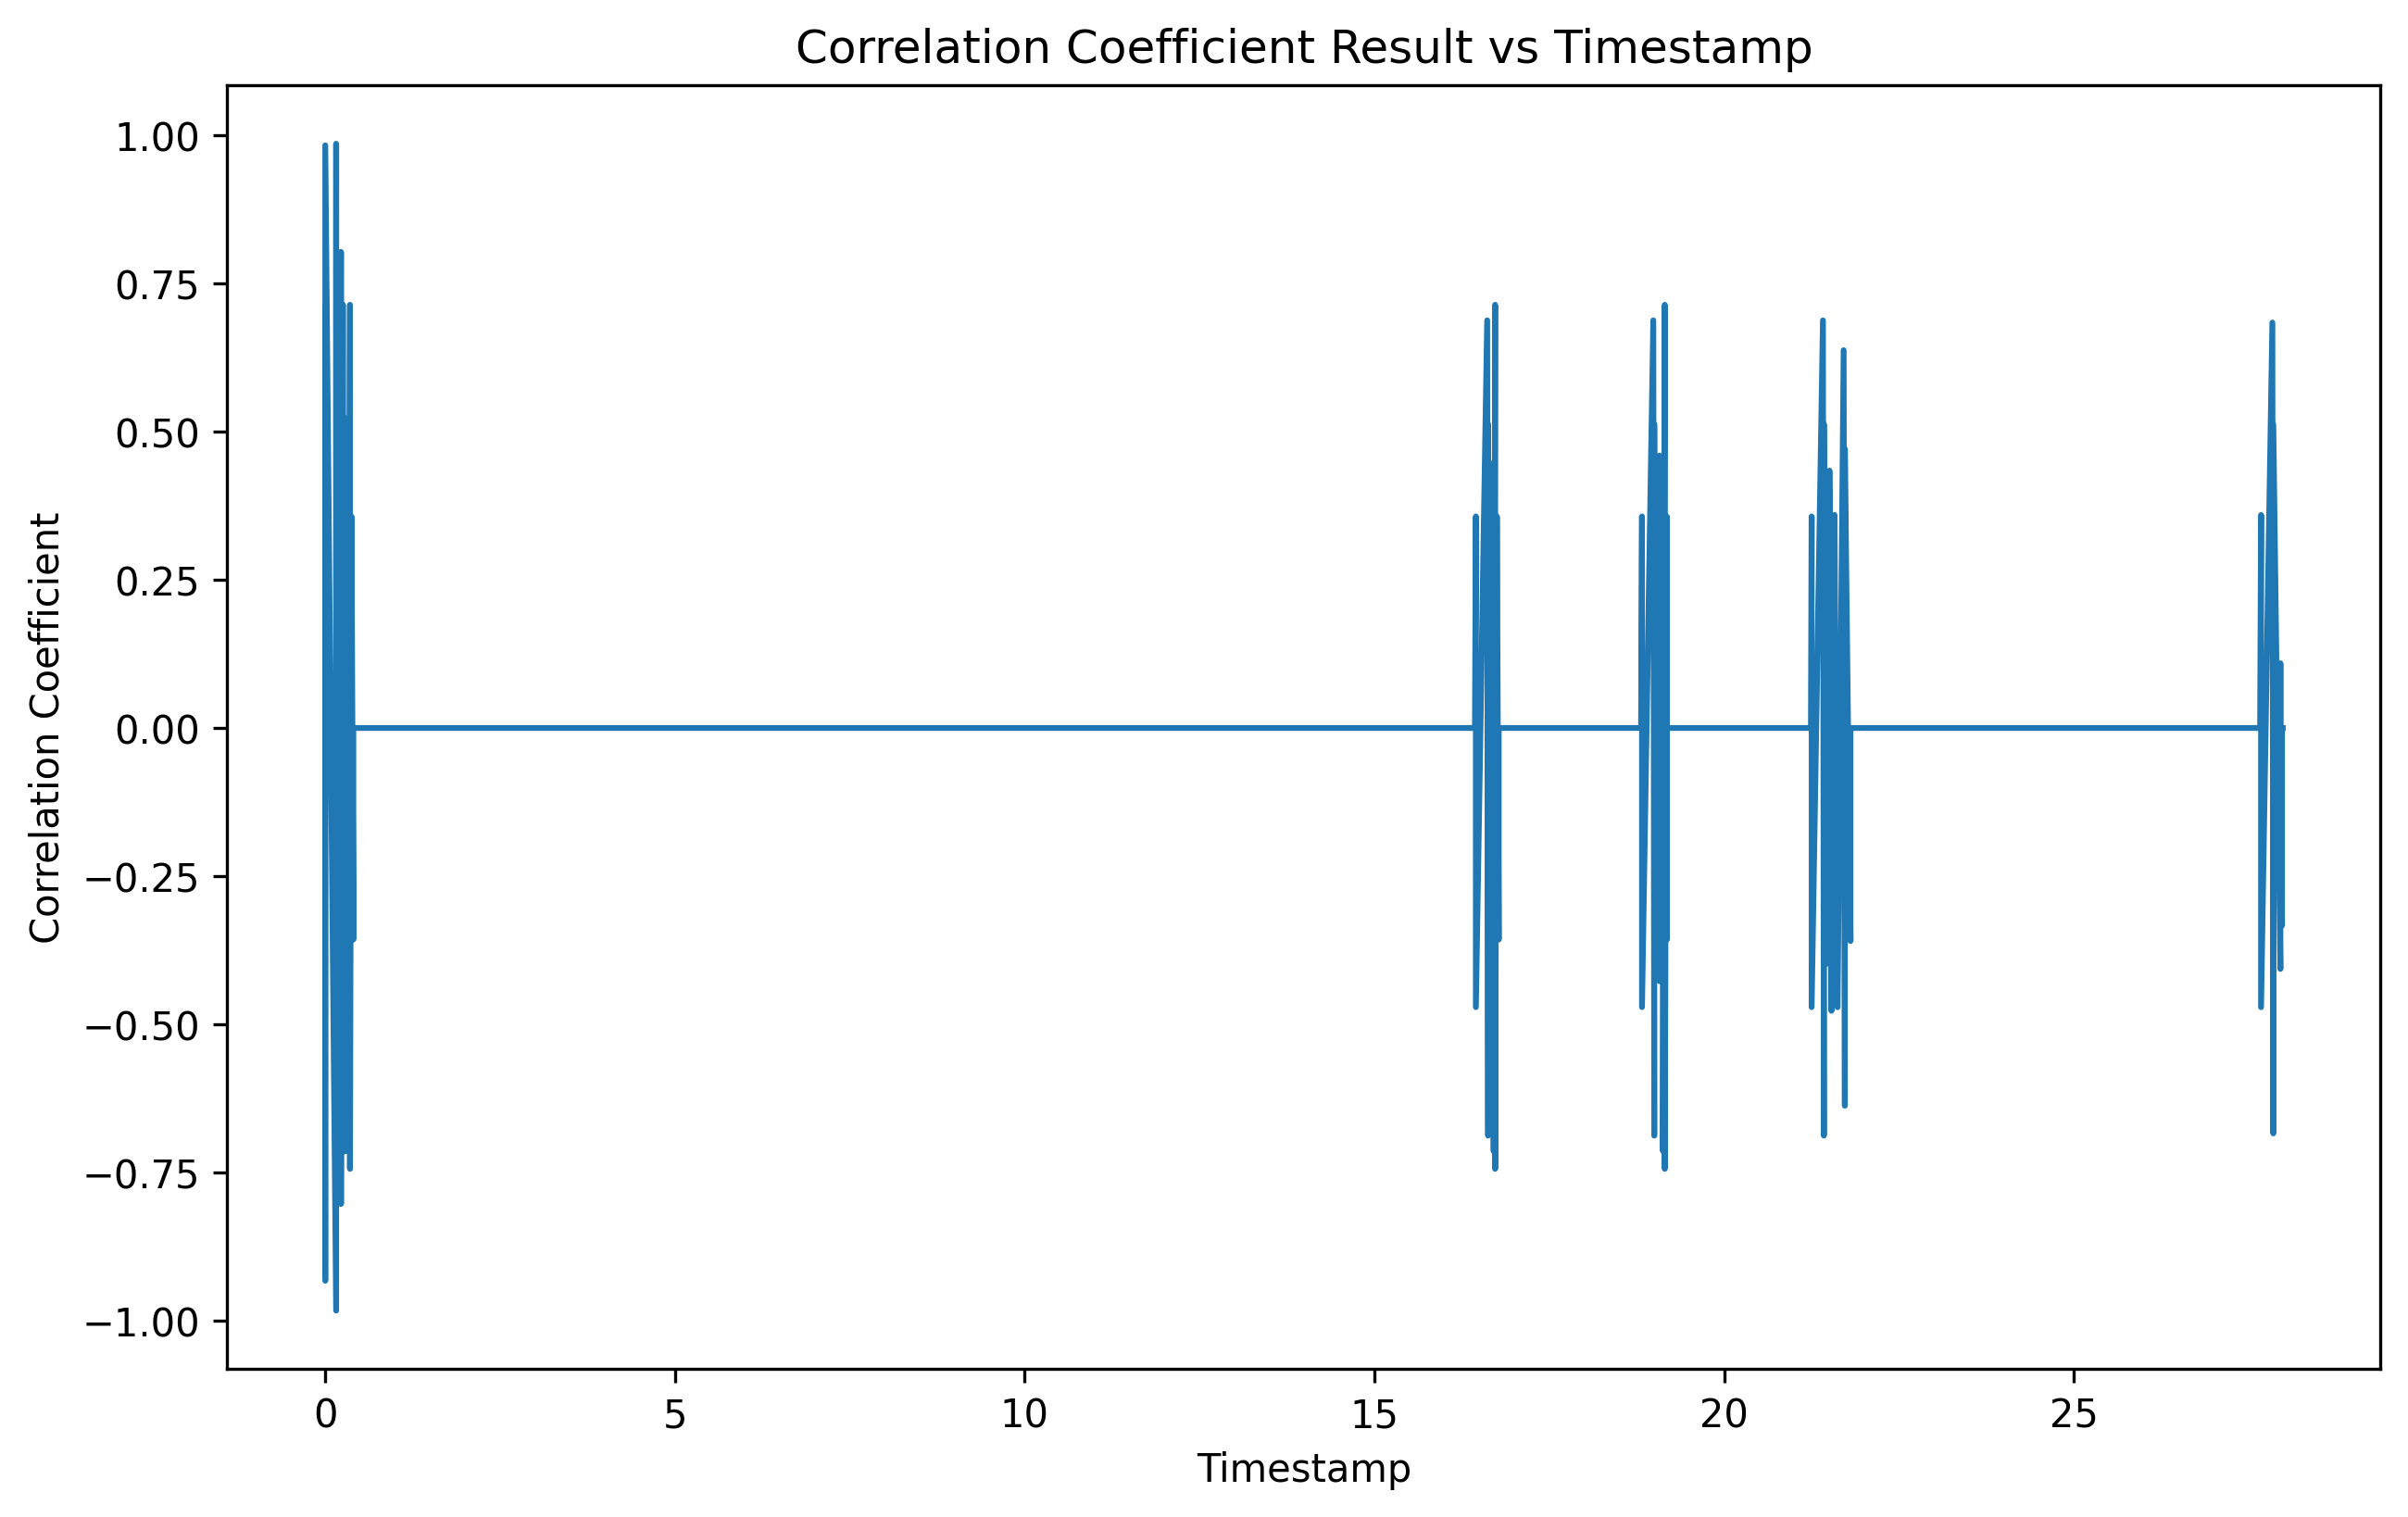 Correlation Coefficient Result vs Timestamp
1.00
0.75
0.50
0.25
0.00
−0.25
−0.50
−0.75
−1.00
Correlation Coefficient
0 5 10 15 20 25
Timestamp